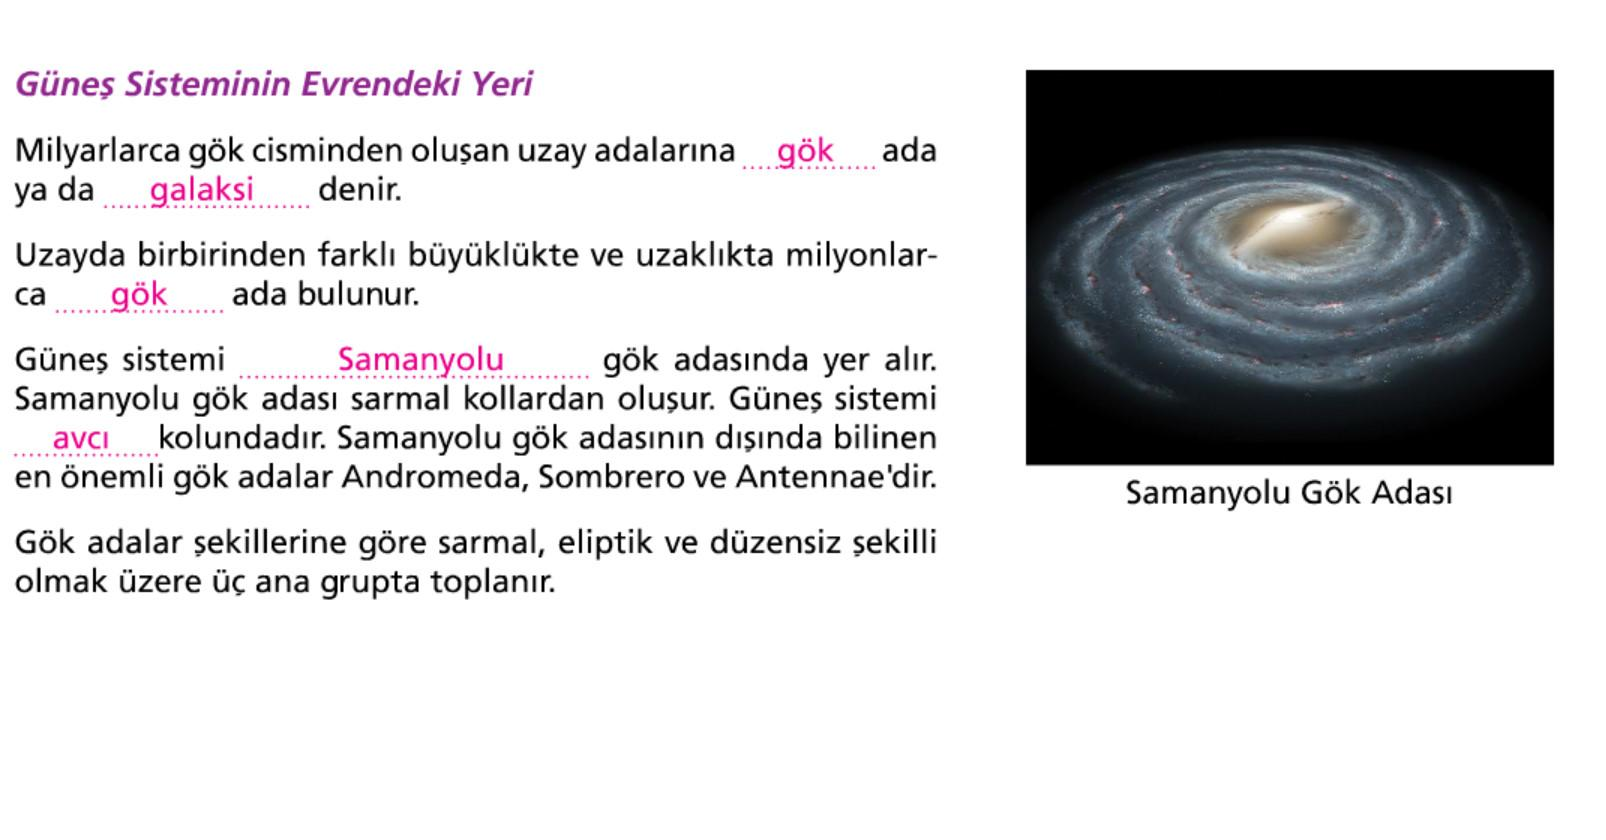 Güneş Sisteminin Evrendeki Yeri
Milyarlarca gök cisminden oluşan uzay adalarına gök ada
ya da galaksi denir.
Uzayda birbirinden farklı büyüklükte ve uzaklıkta milyonlar-
ca gök ada bulunur.
Güneş sistemi Samanyolu gök adasında yer alır.
Samanyolu gök adası sarmal kollardan oluşur. Güneş sistemi
avcı kolundadır. Samanyolu gök adasının dışında bilinen
en önemli gök adalar Andromeda, Sombrero ve Antennae'dir.
Gök adalar şekillerine göre sarmal, eliptik ve düzensiz şekilli
olmak üzere üç ana grupta toplanır.
Samanyolu Gök Adası